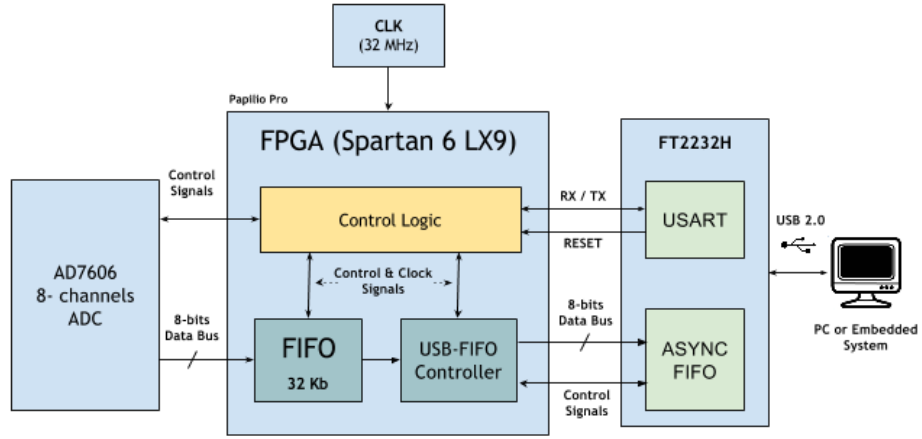 CLK
(32 MHz)
Papilio Pro
FPGA (Spartan 6 LX9)
FT2232H
Control
Signals
Control Logic
RX / TX
RESET
USART
USB 2.0
AD7606
8- channels
ADC
Control & Clock
Signals
8-bits
Data Bus
FIFO
32 Kb
USB-FIFO
Controller
8-bits
Data Bus
ASYNC
FIFO
Control
Signals
PC or Embedded
System